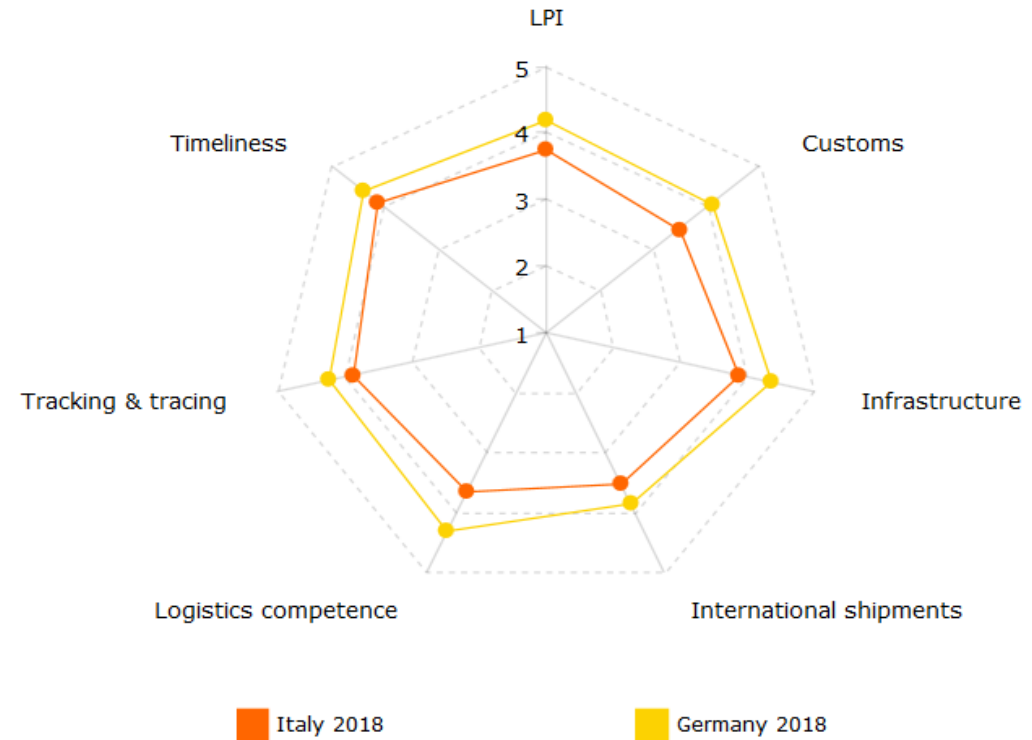 LPI
5
Timeliness
Customs
4
3
2
1
Tracking & tracing
Infrastructure
Logistics competence
International shipments
Italy 2018
Germany 2018